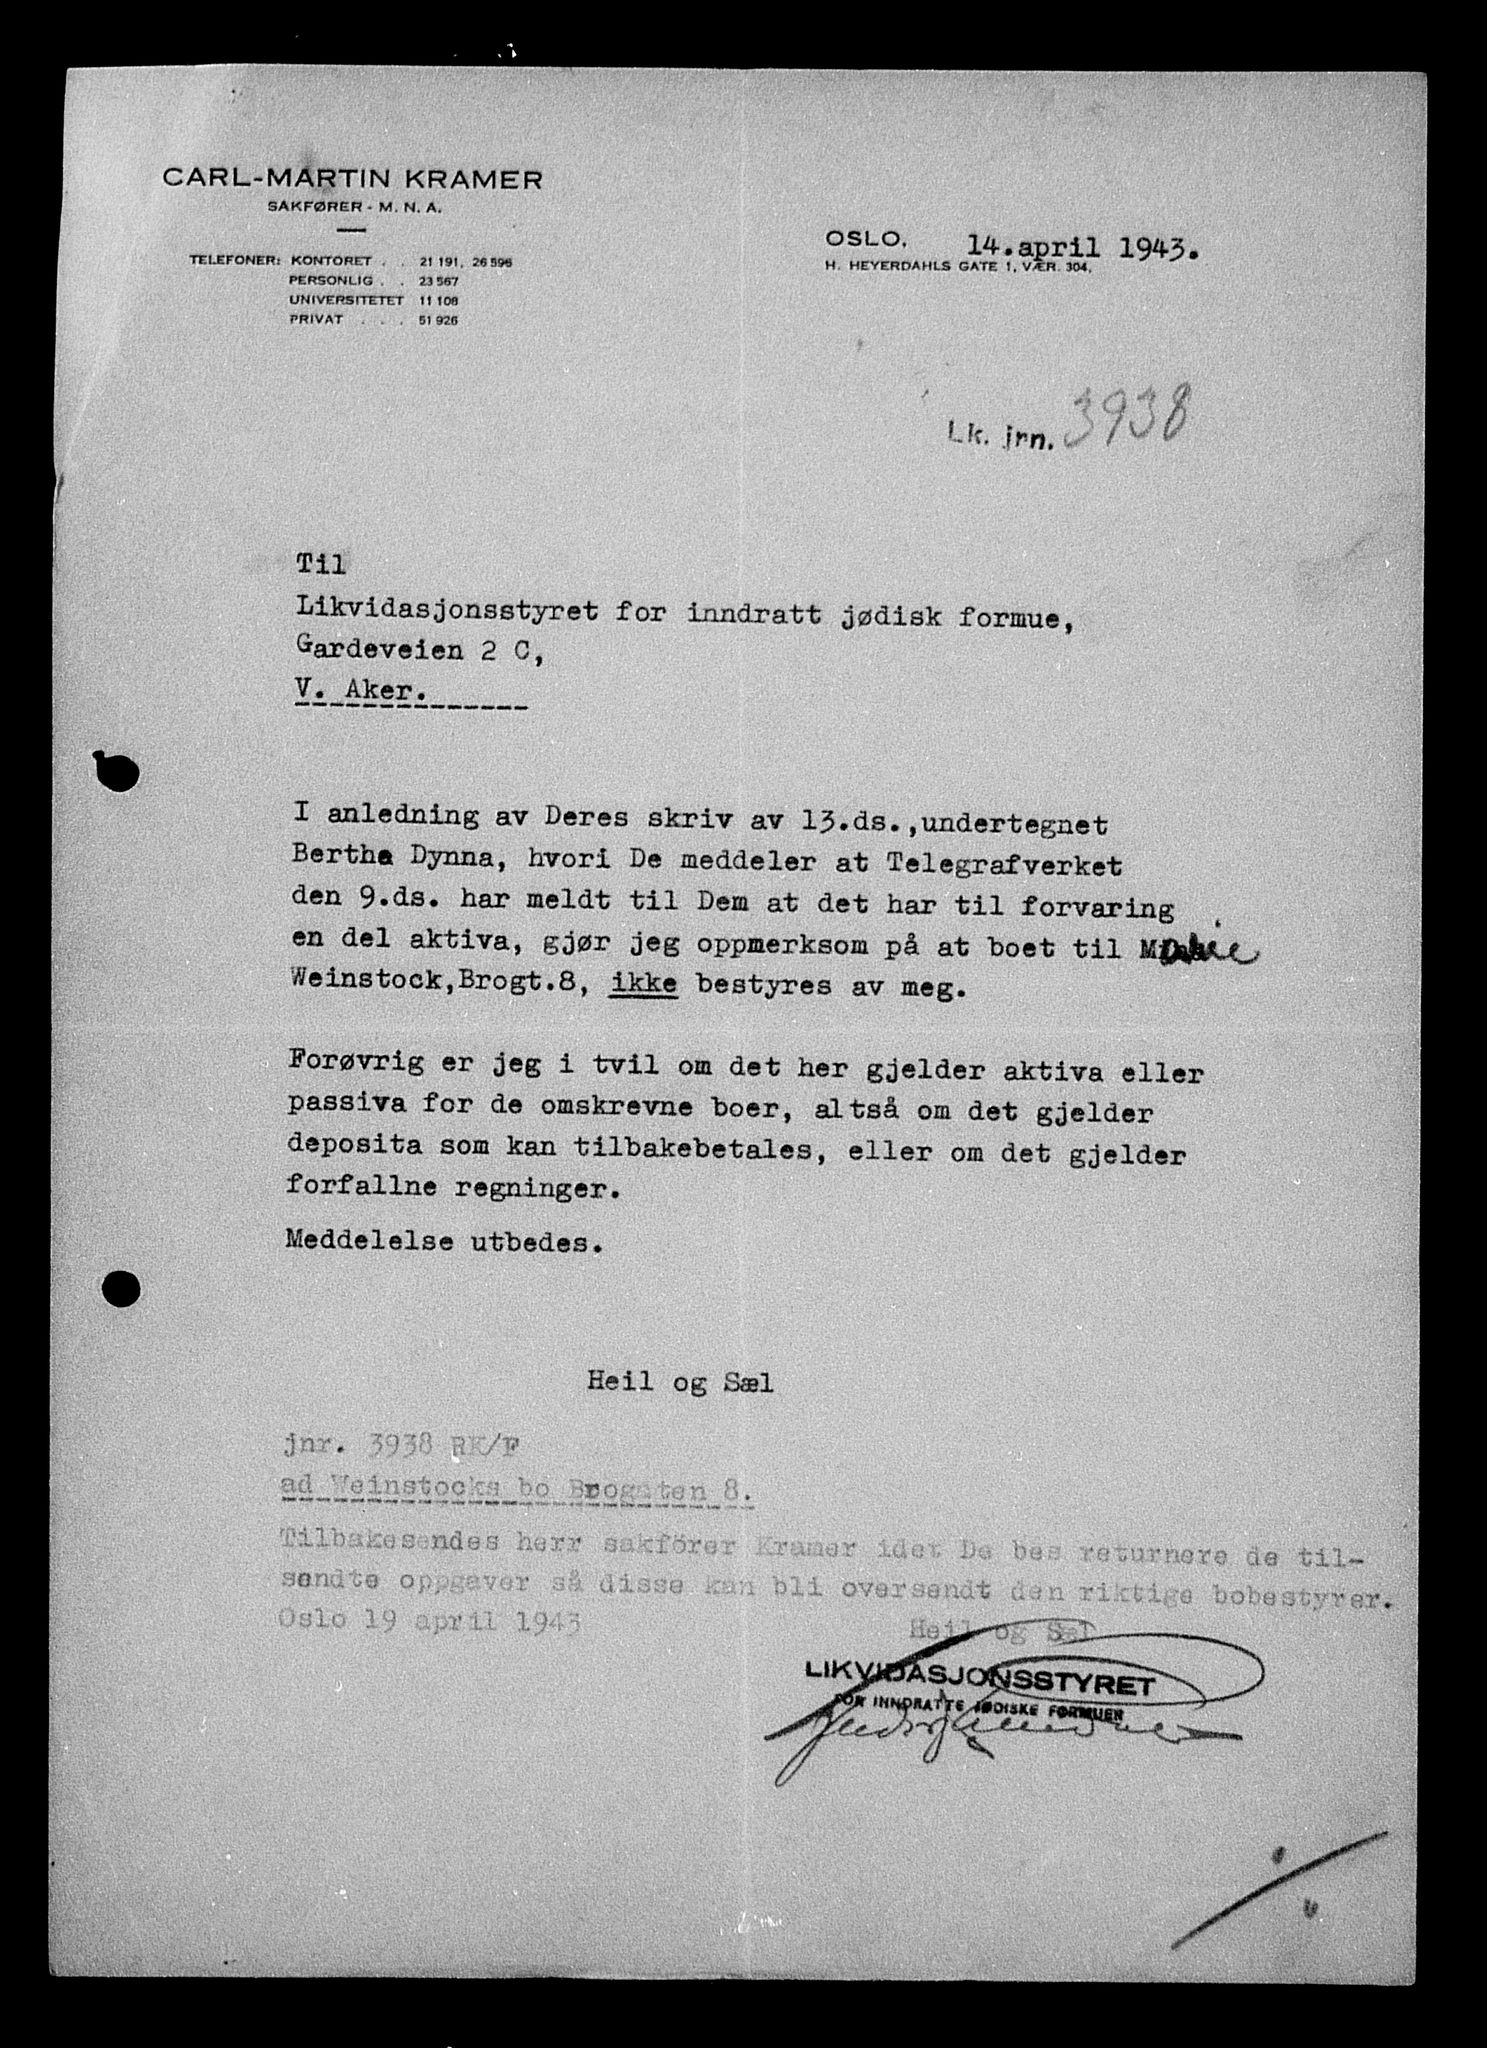 CARL-MARTIN KRAMER
SAKFØRER - M. N. A.
TELEFONER: KONTORET . . 21 191, 26 596
PERSONLIG . . 23 567
UNIVERSITETET 11 108
PRIVAT . . . 51 926
OSLO, 14.april 1943.
H. HEYERDAHLS GATE 1, VÆR. 304.
Lk. jrn. 3938
Til
Likvidasjonsstyret for inndratt jødisk formue,
Gardeveien 2 C,
V. Aker.
I anledning av Deres skriv av 13.ds.,undertegnet
Bertha Dynna, hvori De meddeler at Telegrafverket
den 9.ds. har meldt til Dem at det har til forvaring
en del aktiva, gjør jeg oppmerksom på at boet til
Weinstock,Brogt.8, ikke bestyres av meg.
Forøvrig er jeg i tvil om det her gjelder aktiva eller
passiva for de omskrevne boer, altså om det gjelder
deposita som kan tilbakebetales, eller om det gjelder
forfallne regninger.
Meddelelse utbedes.
Heil og Sæl
jnr. 3938 RK/F
ad Weinstocks bo Brogaten 8.
Tilbakesendes herr sakförer Kramer idet De bes returnere de til-
sendte oppgaver så disse kan bli oversendt den riktige bobestyrer.
Oslo 19 april 1943
Heil og Sæl
LIKVIDASJONSSTYRET
FOR INNDRATTE JØDISKE FORMUER